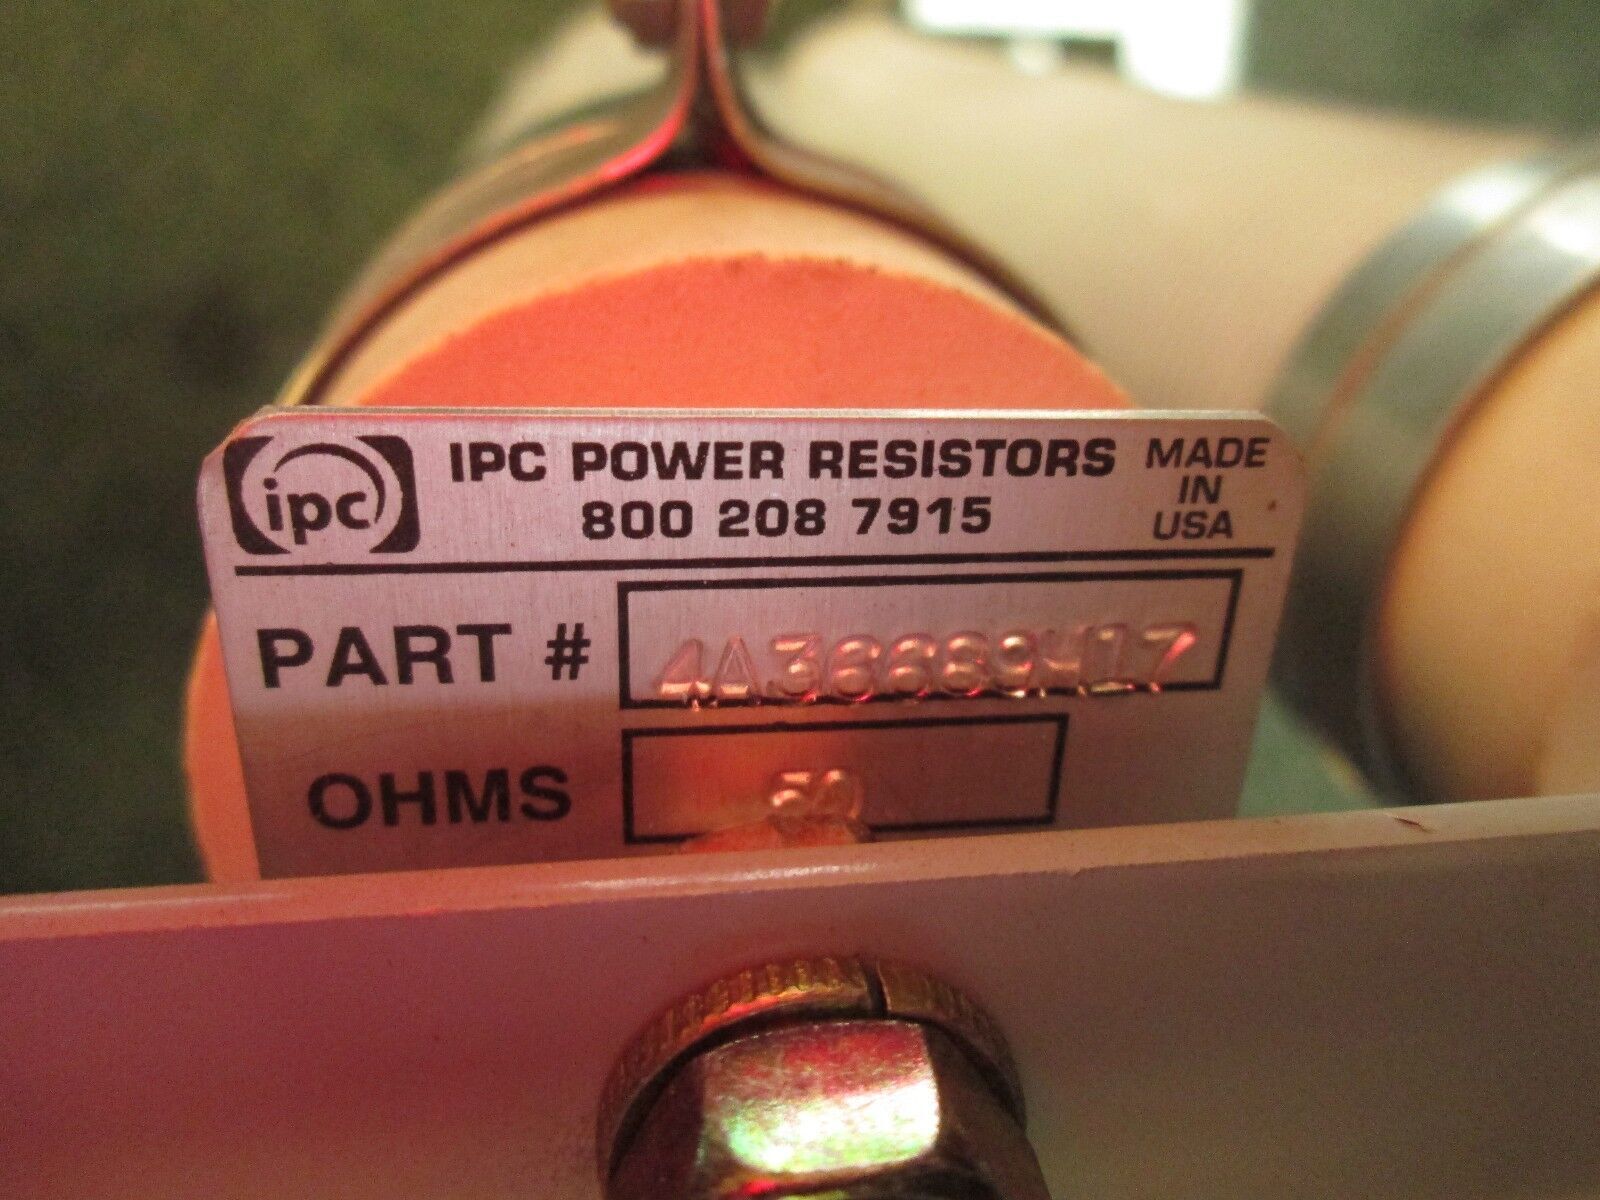 ipc
IPC POWER RESISTORS
800 208 7915
MADE
IN
USA
PART # 4A36669H17
OHMS 50